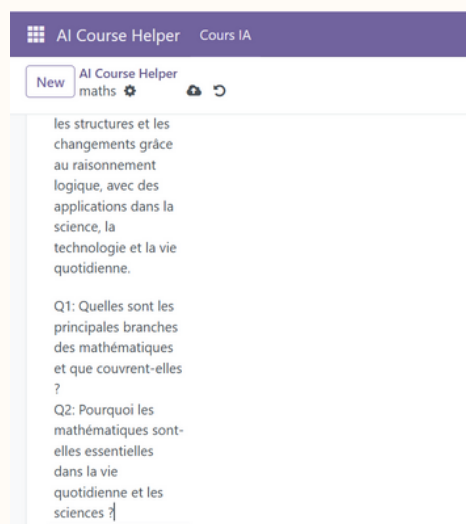 AI Course Helper Cours IA
New
AI Course Helper
maths
les structures et les
changements grâce
au raisonnement
logique, avec des
applications dans la
science, la
technologie et la vie
quotidienne.
Q1: Quelles sont les
principales branches
des mathématiques
et que couvrent-elles
?
Q2: Pourquoi les
mathématiques sont-
elles essentielles
dans la vie
quotidienne et les
sciences ?